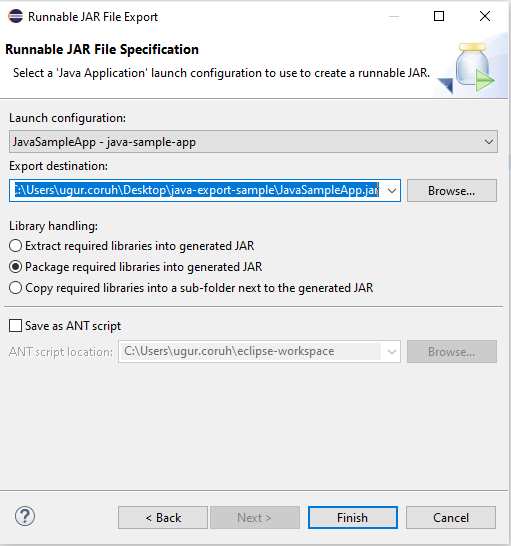 Runnable JAR File Export
Runnable JAR File Specification
Select a 'Java Application' launch configuration to use to create a runnable JAR.
Launch configuration:
JavaSampleApp - java-sample-app
Export destination:
:\Users\ugur.coruh\Desktop\java-export-sample\JavaSampleApp.jar
Browse...
Library handling:
Extract required libraries into generated JAR
Package required libraries into generated JAR
Copy required libraries into a sub-folder next to the generated JAR
Save as ANT script
ANT script location:
C:\Users\ugur.coruh\eclipse-workspace
Browse...
?
< Back
Next >
Finish
Cancel